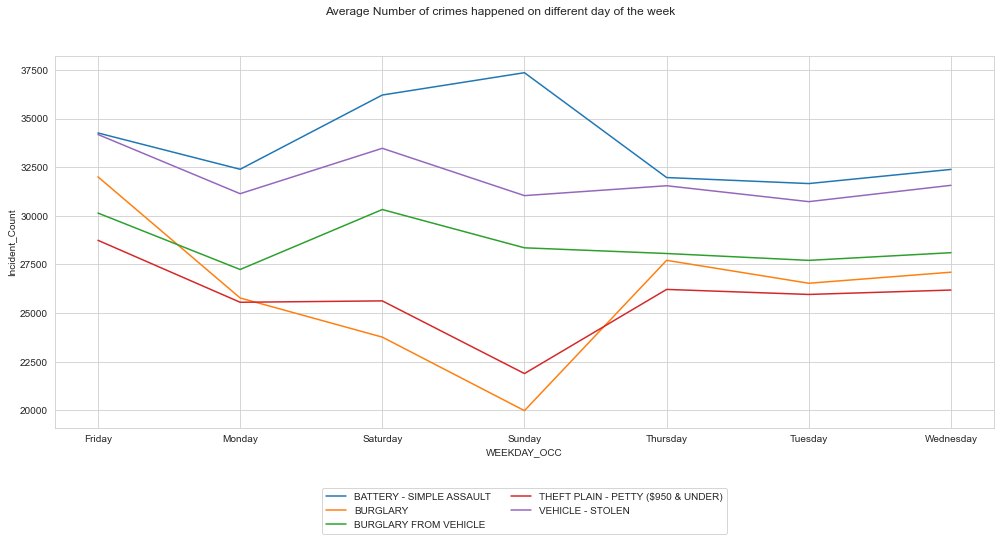 Average Number of crimes happened on different day of the week
37500
35000
32500
30000
27500
25000
22500
20000
Incident_Count
Friday Monday Saturday Sunday Thursday Tuesday Wednesday
WEEKDAY_OCC
BATTERY - SIMPLE ASSAULT
BURGLARY
BURGLARY FROM VEHICLE
THEFT PLAIN - PETTY ($950 & UNDER)
VEHICLE - STOLEN